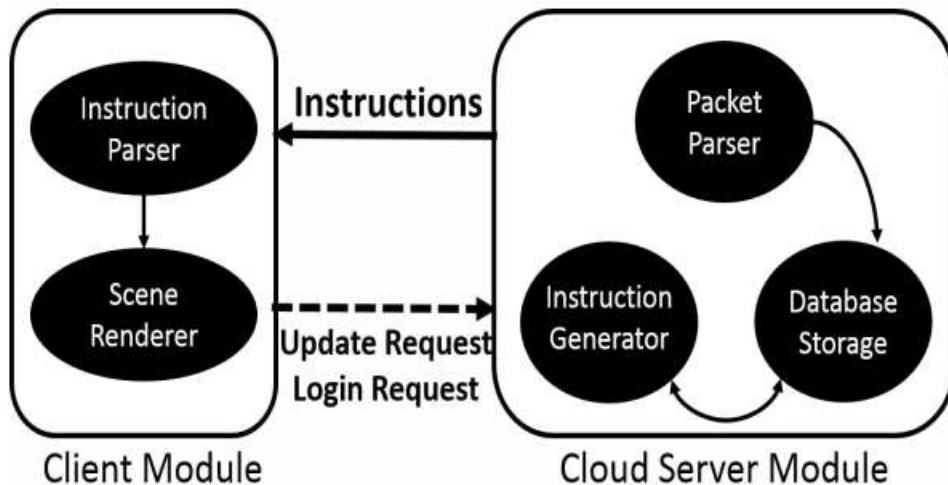 Instruction
Parser
Scene
Renderer
Client Module
Instructions
Update Request
Login Request
Packet
Parser
Instruction
Generator
Database
Storage
Cloud Server Module